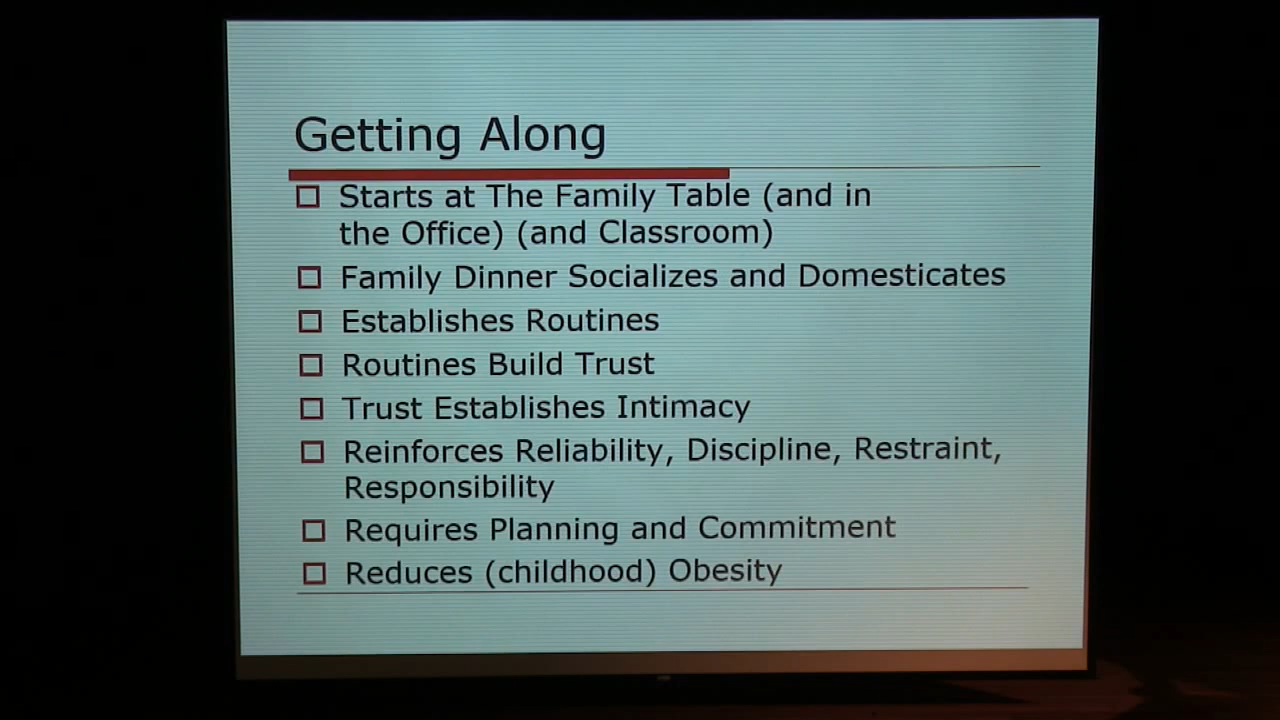 Getting Along
Starts at The Family Table (and in
the Office) (and Classroom)
Family Dinner Socializes and Domesticates
Establishes Routines
Routines Build Trust
Trust Establishes Intimacy
Reinforces Reliability, Discipline, Restraint,
Responsibility
Requires Planning and Commitment
Reduces (childhood) Obesity